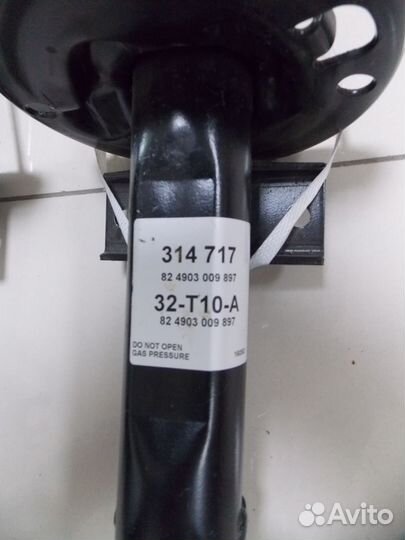 314 717
82 4903 009 897
32-T10-A
82 4903 009 897
DO NOT OPEN
GAS PRESSURE
Avito